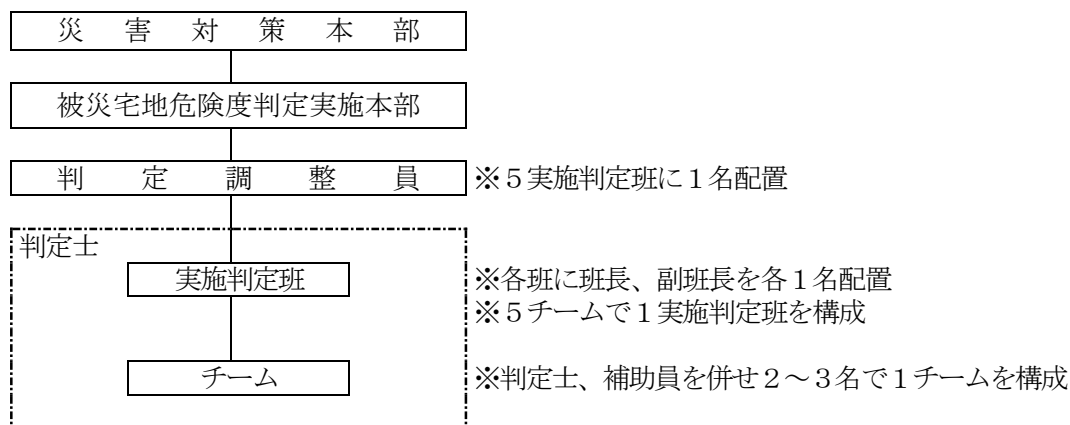 災害対策本部
被災宅地危険度判定実施本部
判定調整員 ※５実施判定班に１名配置
判定士
実施判定班 ※各班に班長、副班長を各１名配置
※５チームで１実施判定班を構成
チーム ※判定士、補助員を併せ２～３名で１チームを構成